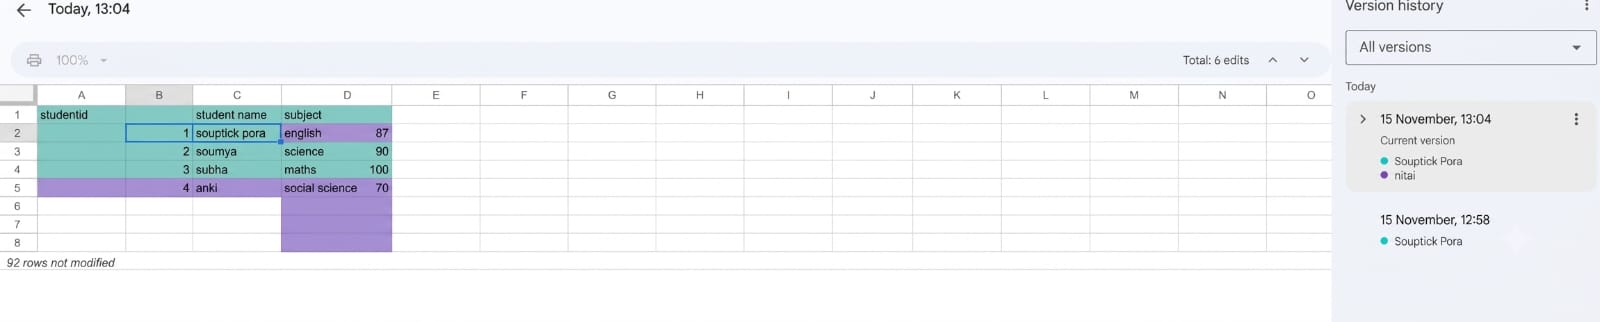 Today, 13:04
Version history
100%
Total: 6 edits
All versions
Today
A B C D E F G H I J K L M N O
1 studentid student name subject
2 1 souptick pora english 87
3 2 soumya science 90
4 3 subha maths 100
5 4 anki social science 70
6
7
8
92 rows not modified
15 November, 13:04
Current version
Souptick Pora
nitai
15 November, 12:58
Souptick Pora